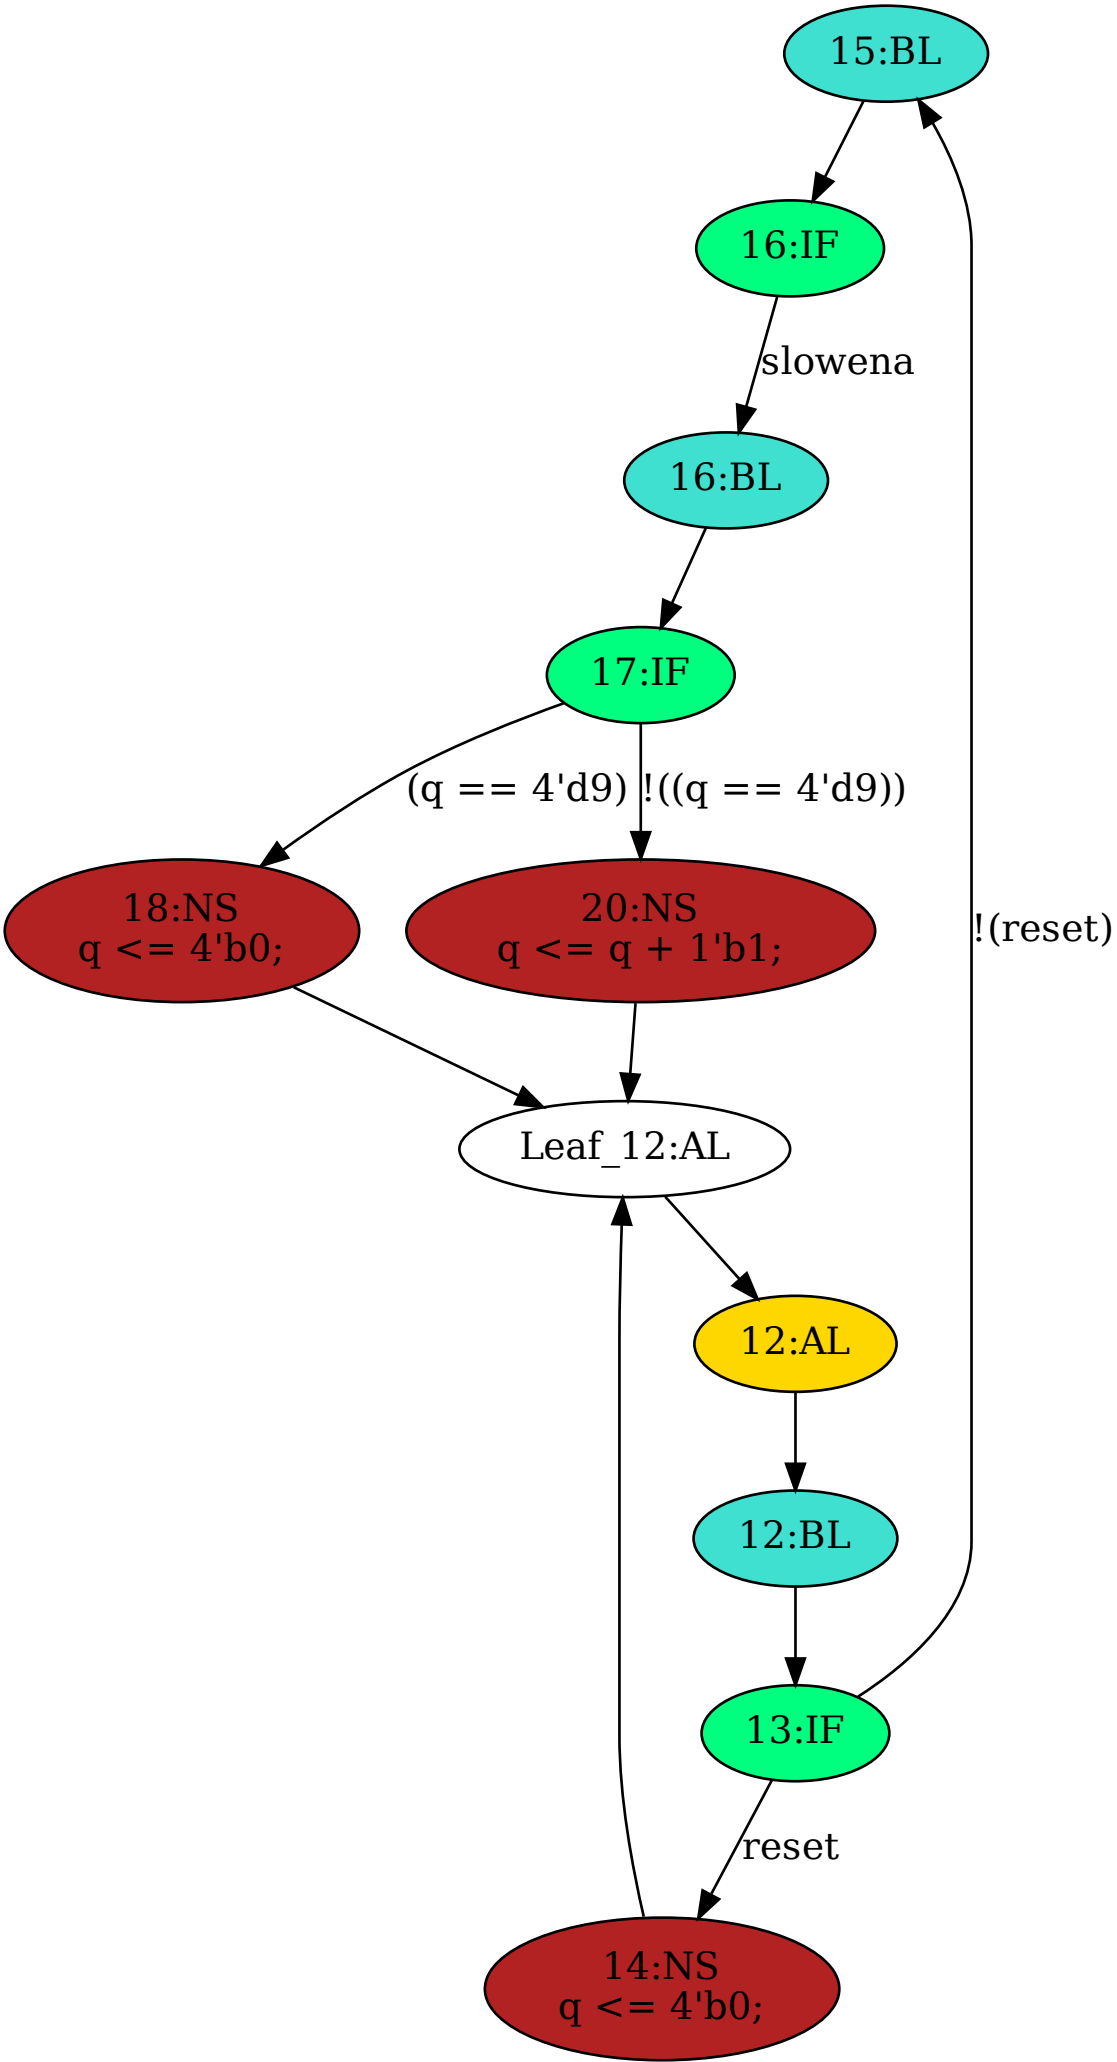 15:BL
16:IF
slowena
16:BL
17:IF
(q == 4'd9)
!((q == 4'd9))
18:NS
q <= 4'b0;
20:NS
q <= q + 1'b1;
!(reset)
Leaf_12:AL
12:AL
12:BL
13:IF
reset
14:NS
q <= 4'b0;